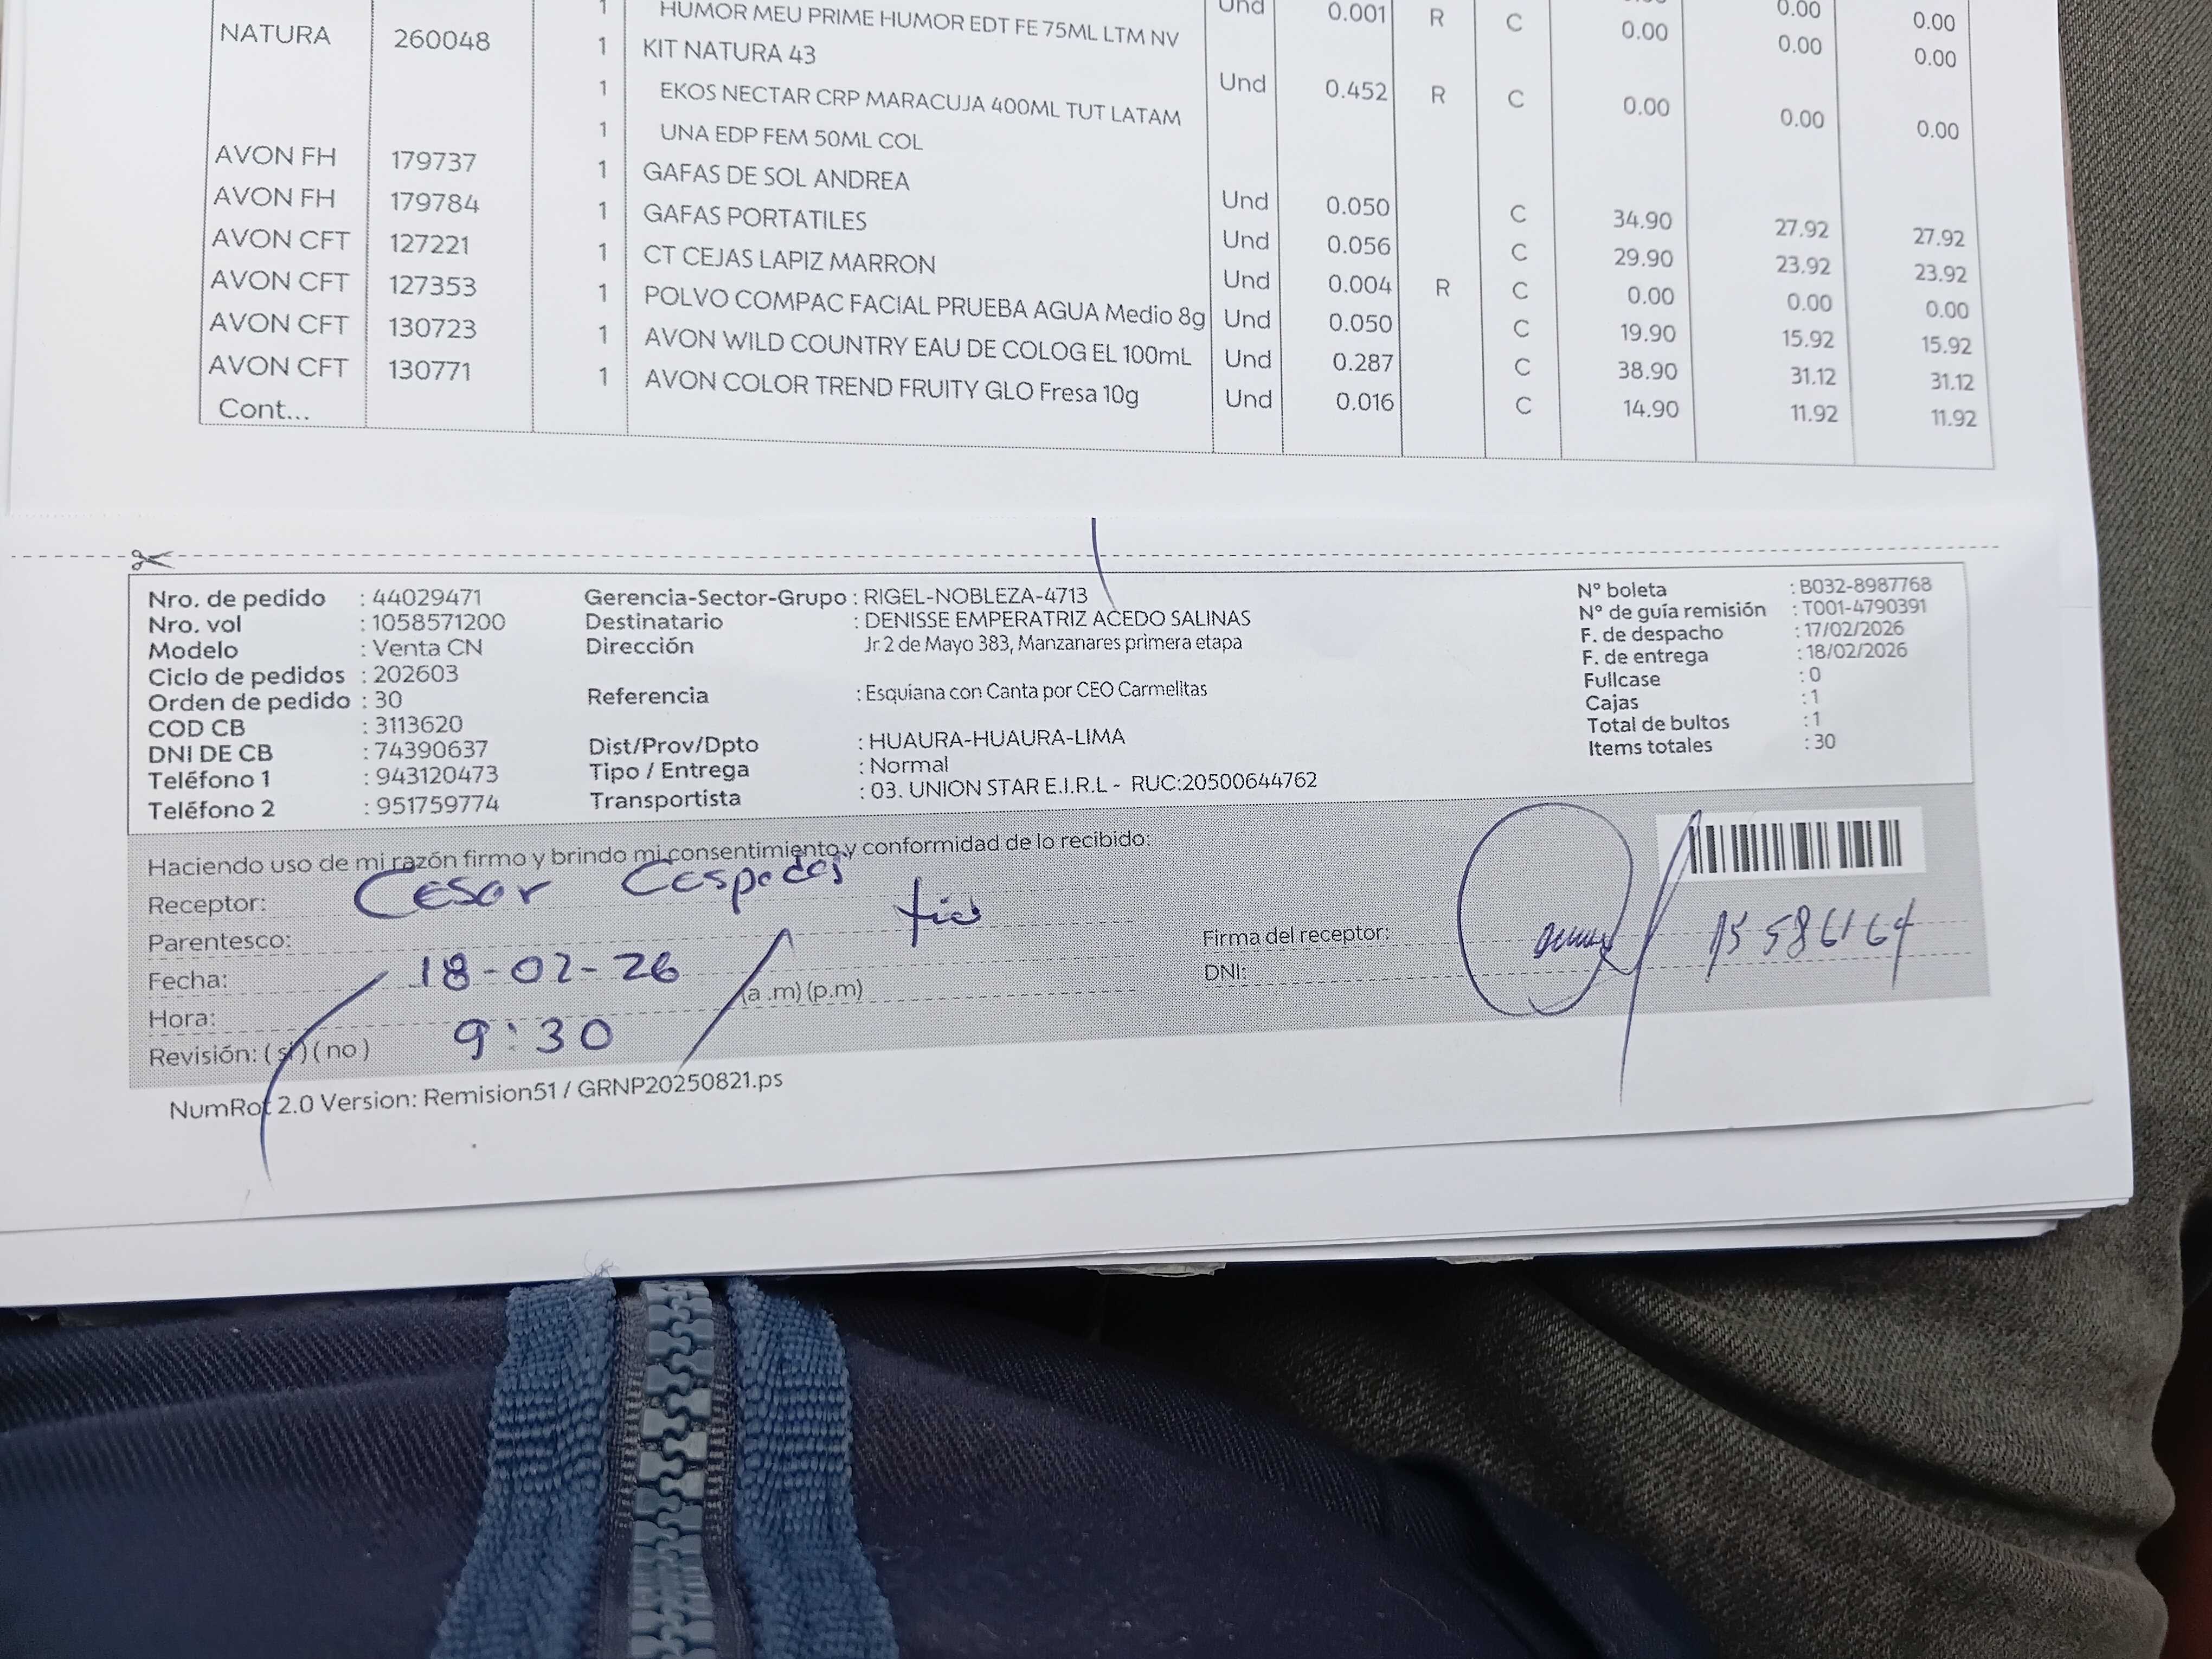 1 HUMOR MEU PRIME HUMOR EDT FE 75ML LTM NV Und 0.001 R C 0.00 0.00 0.00
NATURA 260048 1 KIT NATURA 43 Und 0.452 R C 0.00 0.00 0.00
1 EKOS NECTAR CRP MARACUJA 400ML TUT LATAM
1 UNA EDP FEM 50ML COL
AVON FH 179737 1 GAFAS DE SOL ANDREA Und 0.050 C 34.90 27.92 27.92
AVON FH 179784 1 GAFAS PORTATILES Und 0.056 C 29.90 23.92 23.92
AVON CFT 127221 1 CT CEJAS LAPIZ MARRON Und 0.004 R C 0.00 0.00 0.00
AVON CFT 127353 1 POLVO COMPAC FACIAL PRUEBA AGUA Medio 8g Und 0.050 C 19.90 15.92 15.92
AVON CFT 130723 1 AVON WILD COUNTRY EAU DE COLOG EL 100mL Und 0.287 C 38.90 31.12 31.12
AVON CFT 130771 1 AVON COLOR TREND FRUITY GLO Fresa 10g Und 0.016 C 14.90 11.92 11.92
Cont...
Nro. de pedido : 44029471
Nro. vol : 1058571200
Modelo : Venta CN
Ciclo de pedidos : 202603
Orden de pedido : 30
COD CB : 3113620
DNI DE CB : 74390637
Teléfono 1 : 943120473
Teléfono 2 : 951759774
Gerencia-Sector-Grupo : RIGEL-NOBLEZA-4713
Destinatario : DENISSE EMPERATRIZ ACEDO SALINAS
Dirección Jr. 2 de Mayo 383, Manzanares primera etapa
Referencia : Esquiana con Canta por CEO Carmelitas
Dist/Prov/Dpto : HUAURA-HUAURA-LIMA
Tipo / Entrega : Normal
Transportista : 03. UNION STAR E.I.R.L - RUC:20500644762
N° boleta : B032-8987768
N° de guía remisión : T001-4790391
F. de despacho : 17/02/2026
F. de entrega : 18/02/2026
Fullcase : 0
Cajas : 1
Total de bultos : 1
Items totales : 30
Haciendo uso de mi razón firmo y brindo mi consentimiento y conformidad de lo recibido:
Receptor: Cesar Cespedes
Parentesco: tio
Fecha: 18-02-26
Hora: 9:30 (a .m) (p.m)
Revisión: ( si ) ( no )
Firma del receptor:
DNI: 15586164
NumRot 2.0 Version: Remision51 / GRNP20250821.ps